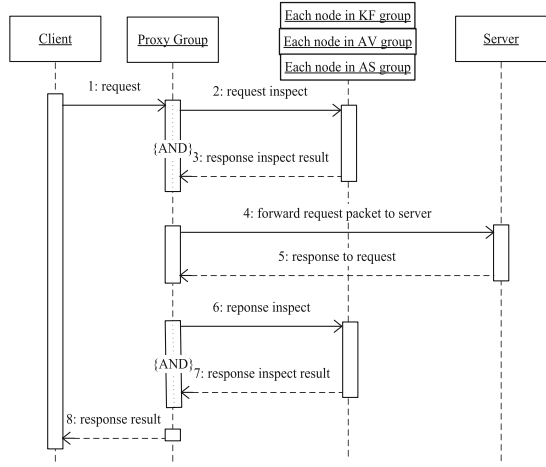 Client
Proxy Group
Each node in KF group
Each node in AV group
Each node in AS group
Server
1: request
2: request inspect
{AND}
3: response inspect result
4: forward request packet to server
5: response to request
6: reponse inspect
{AND}
7: response inspect result
8: response result